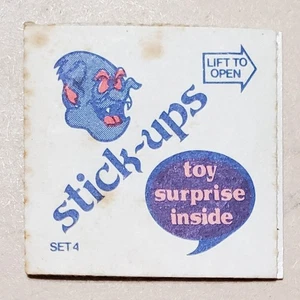 LIFT TO
OPEN
stick-ups
toy
surprise
inside
SET 4